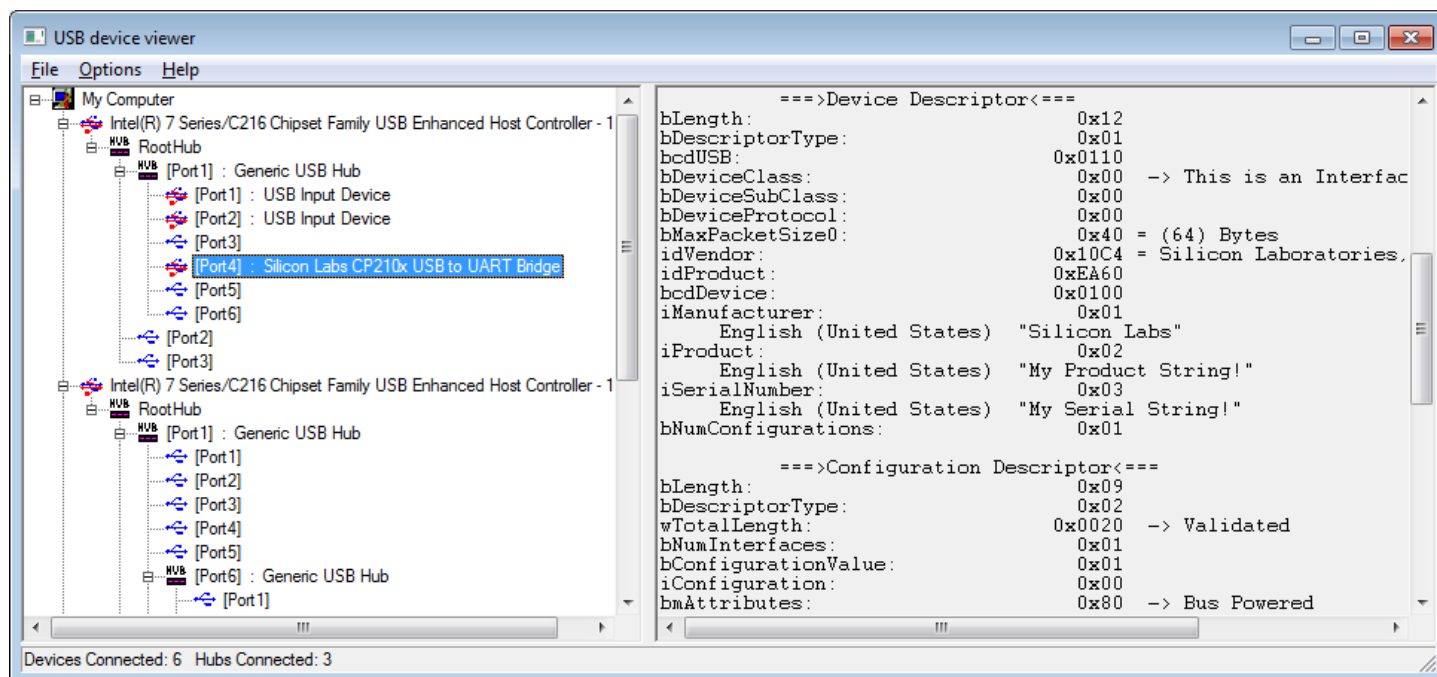 USB device viewer
File Options Help
My Computer
Intel(R) 7 Series/C216 Chipset Family USB Enhanced Host Controller - 1
HUB RootHub
HUB [Port1] : Generic USB Hub
[Port1] : USB Input Device
[Port2] : USB Input Device
[Port3]
[Port4] : Silicon Labs CP210x USB to UART Bridge
[Port5]
[Port6]
[Port2]
[Port3]
Intel(R) 7 Series/C216 Chipset Family USB Enhanced Host Controller - 1
HUB RootHub
HUB [Port1] : Generic USB Hub
[Port1]
[Port2]
[Port3]
[Port4]
[Port5]
HUB [Port6] : Generic USB Hub
[Port1]
===>Device Descriptor<===
bLength: 0x12
bDescriptorType: 0x01
bcdUSB: 0x0110
bDeviceClass: 0x00 -> This is an Interfac
bDeviceSubClass: 0x00
bDeviceProtocol: 0x00
bMaxPacketSize0: 0x40 = (64) Bytes
idVendor: 0x10C4 = Silicon Laboratories,
idProduct: 0xEA60
bcdDevice: 0x0100
iManufacturer: 0x01
English (United States) "Silicon Labs"
iProduct: 0x02
English (United States) "My Product String!"
iSerialNumber: 0x03
English (United States) "My Serial String!"
bNumConfigurations: 0x01
===>Configuration Descriptor<===
bLength: 0x09
bDescriptorType: 0x02
wTotalLength: 0x0020 -> Validated
bNumInterfaces: 0x01
bConfigurationValue: 0x01
iConfiguration: 0x00
bmAttributes: 0x80 -> Bus Powered
Devices Connected: 6 Hubs Connected: 3